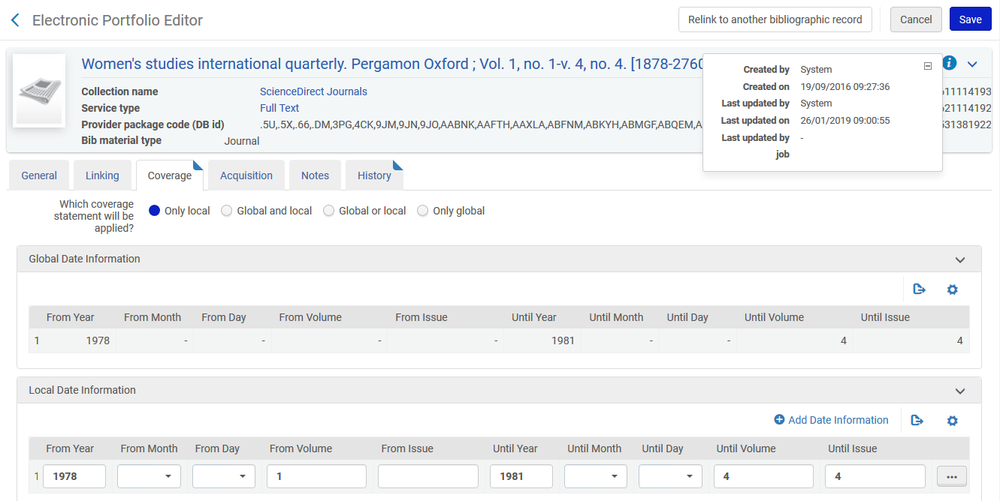 Electronic Portfolio Editor
Relink to another bibliographic record
Cancel
Save
Women's studies international quarterly. Pergamon Oxford ; Vol. 1, no. 1-v. 4, no. 4. [1878-2760
Collection name ScienceDirect Journals
Service type Full Text
Provider package code (DB id) .5U,.5X,.66,.DM,3PG,4CK,9JM,9JN,9JO,AABNK,AAFTH,AAXLA,ABFNM,ABKYH,ABMGF,ABQEM,A
Bib material type Journal
Created by System
Created on 19/09/2016 09:27:36
Last updated by System
Last updated on 26/01/2019 09:00:55
Last updated by -
job
i
611114193
621114192
531381922
General Linking Coverage Acquisition Notes History
Which coverage
statement will be
applied?
Only local Global and local Global or local Only global
Global Date Information
From Year From Month From Day From Volume From Issue Until Year Until Month Until Day Until Volume Until Issue
1 1978 - - - - 1981 - - 4 4
Local Date Information
Add Date Information
From Year From Month From Day From Volume From Issue Until Year Until Month Until Day Until Volume Until Issue
1 1978 1 1981 4 4 ...